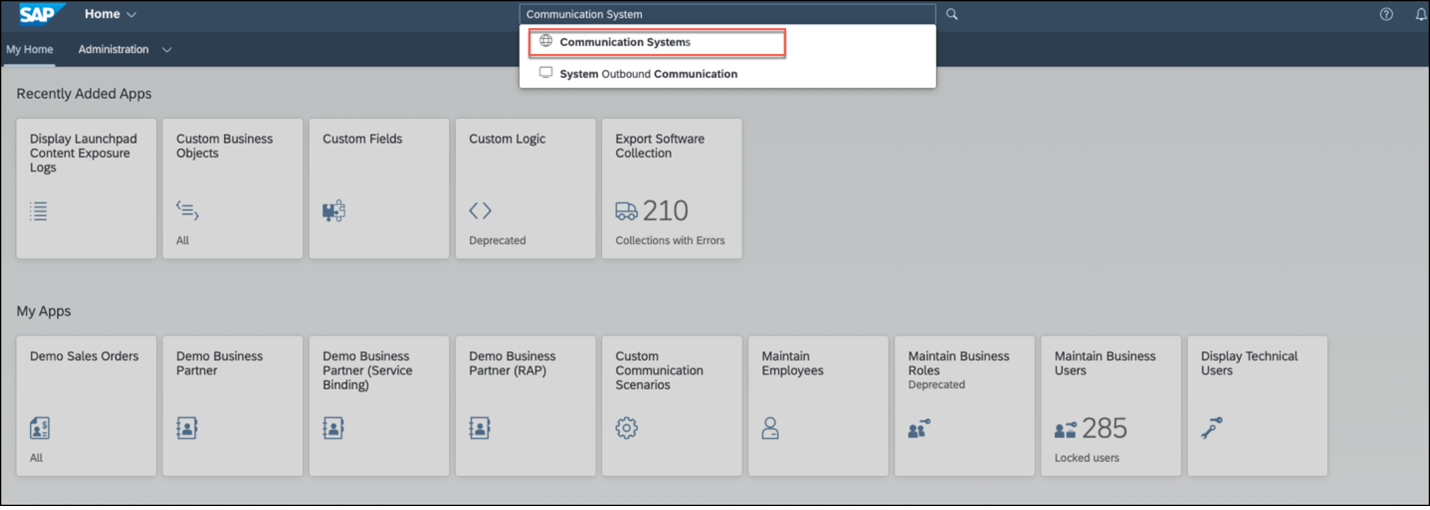 SAP
Home
Communication System
My Home
Administration
Communication Systems
System Outbound Communication
Recently Added Apps
Display Launchpad
Content Exposure
Logs
Custom Business
Objects
All
Custom Fields
Custom Logic
Deprecated
Export Software
Collection
210
Collections with Errors
My Apps
Demo Sales Orders
All
Demo Business
Partner
Demo Business
Partner (Service
Binding)
Demo Business
Partner (RAP)
Custom
Communication
Scenarios
Maintain
Employees
Maintain Business
Roles
Deprecated
Maintain Business
Users
285
Locked users
Display Technical
Users